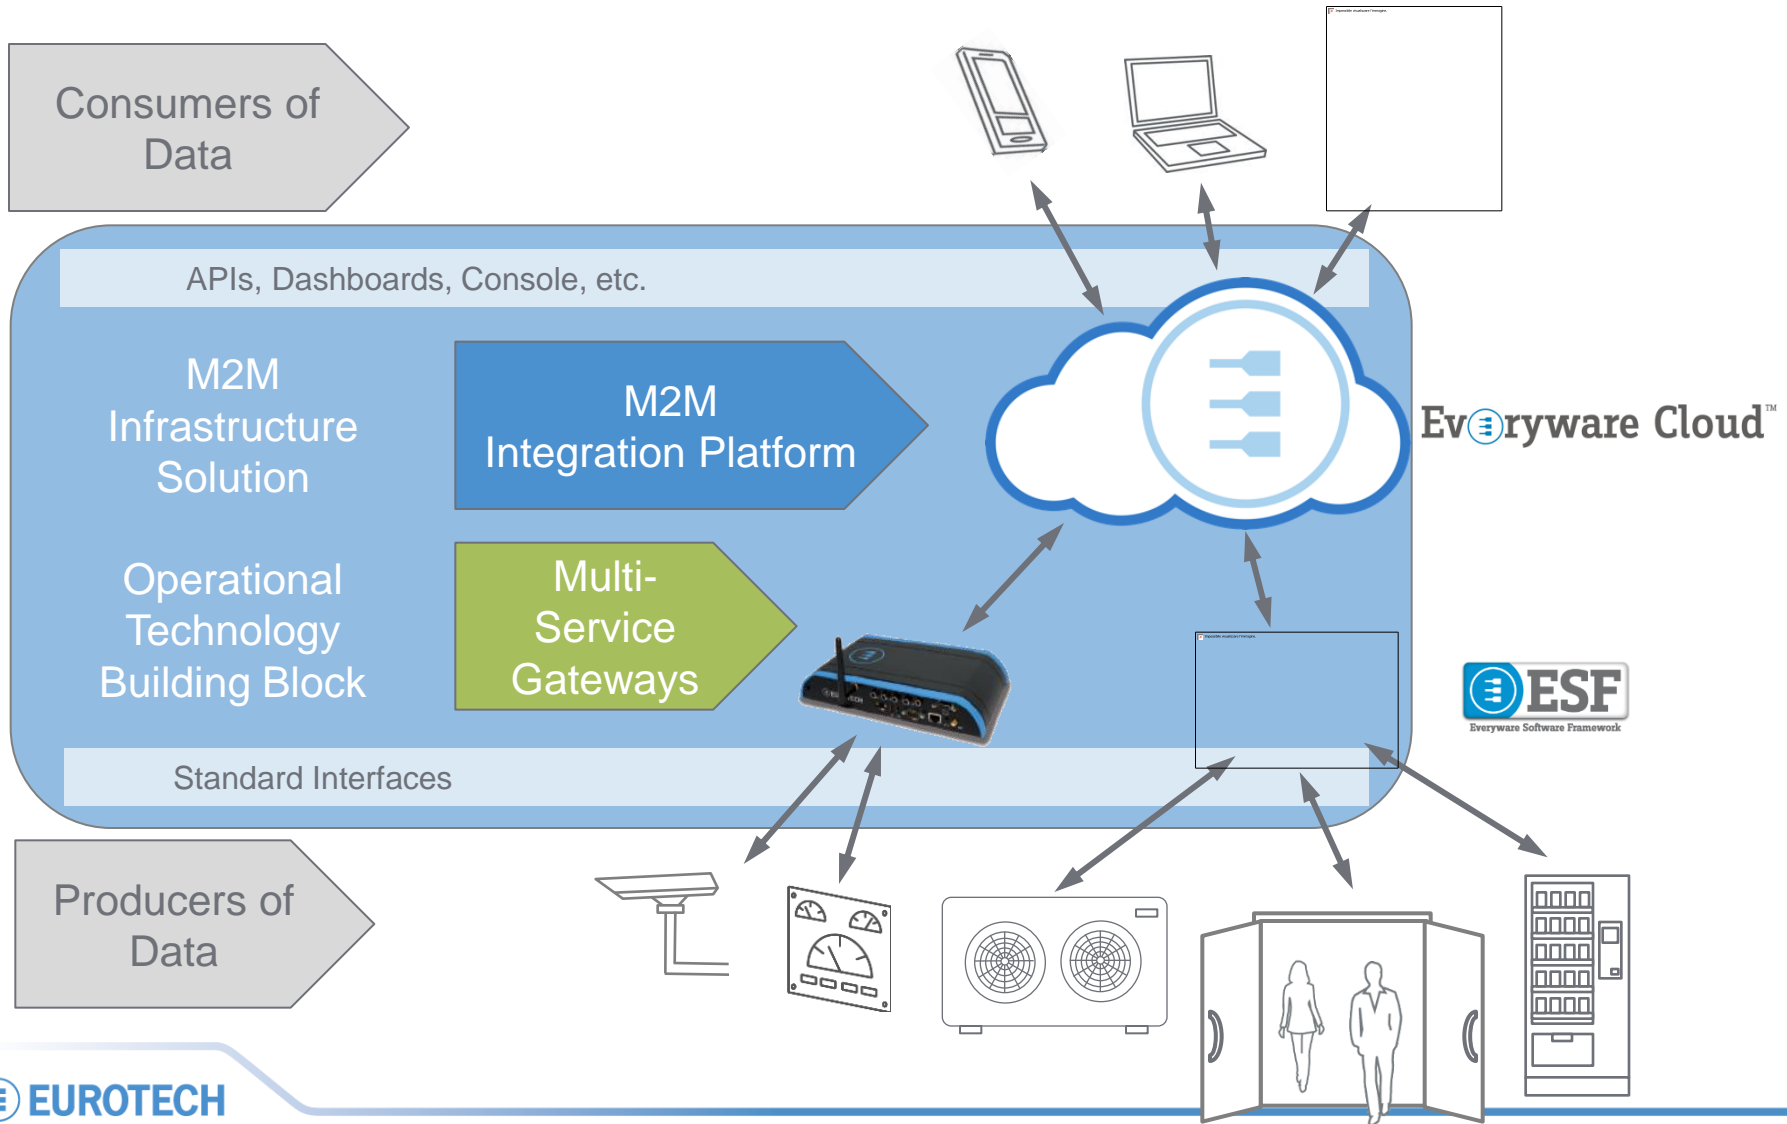 Consumers of
Data
APIs, Dashboards, Console, etc.
M2M
Infrastructure
Solution
M2M
Integration Platform
Everyware Cloud™
Operational
Technology
Building Block
Multi-
Service
Gateways
EUROTECH
ESF
Everyware Software Framework
Standard Interfaces
Producers of
Data
EUROTECH